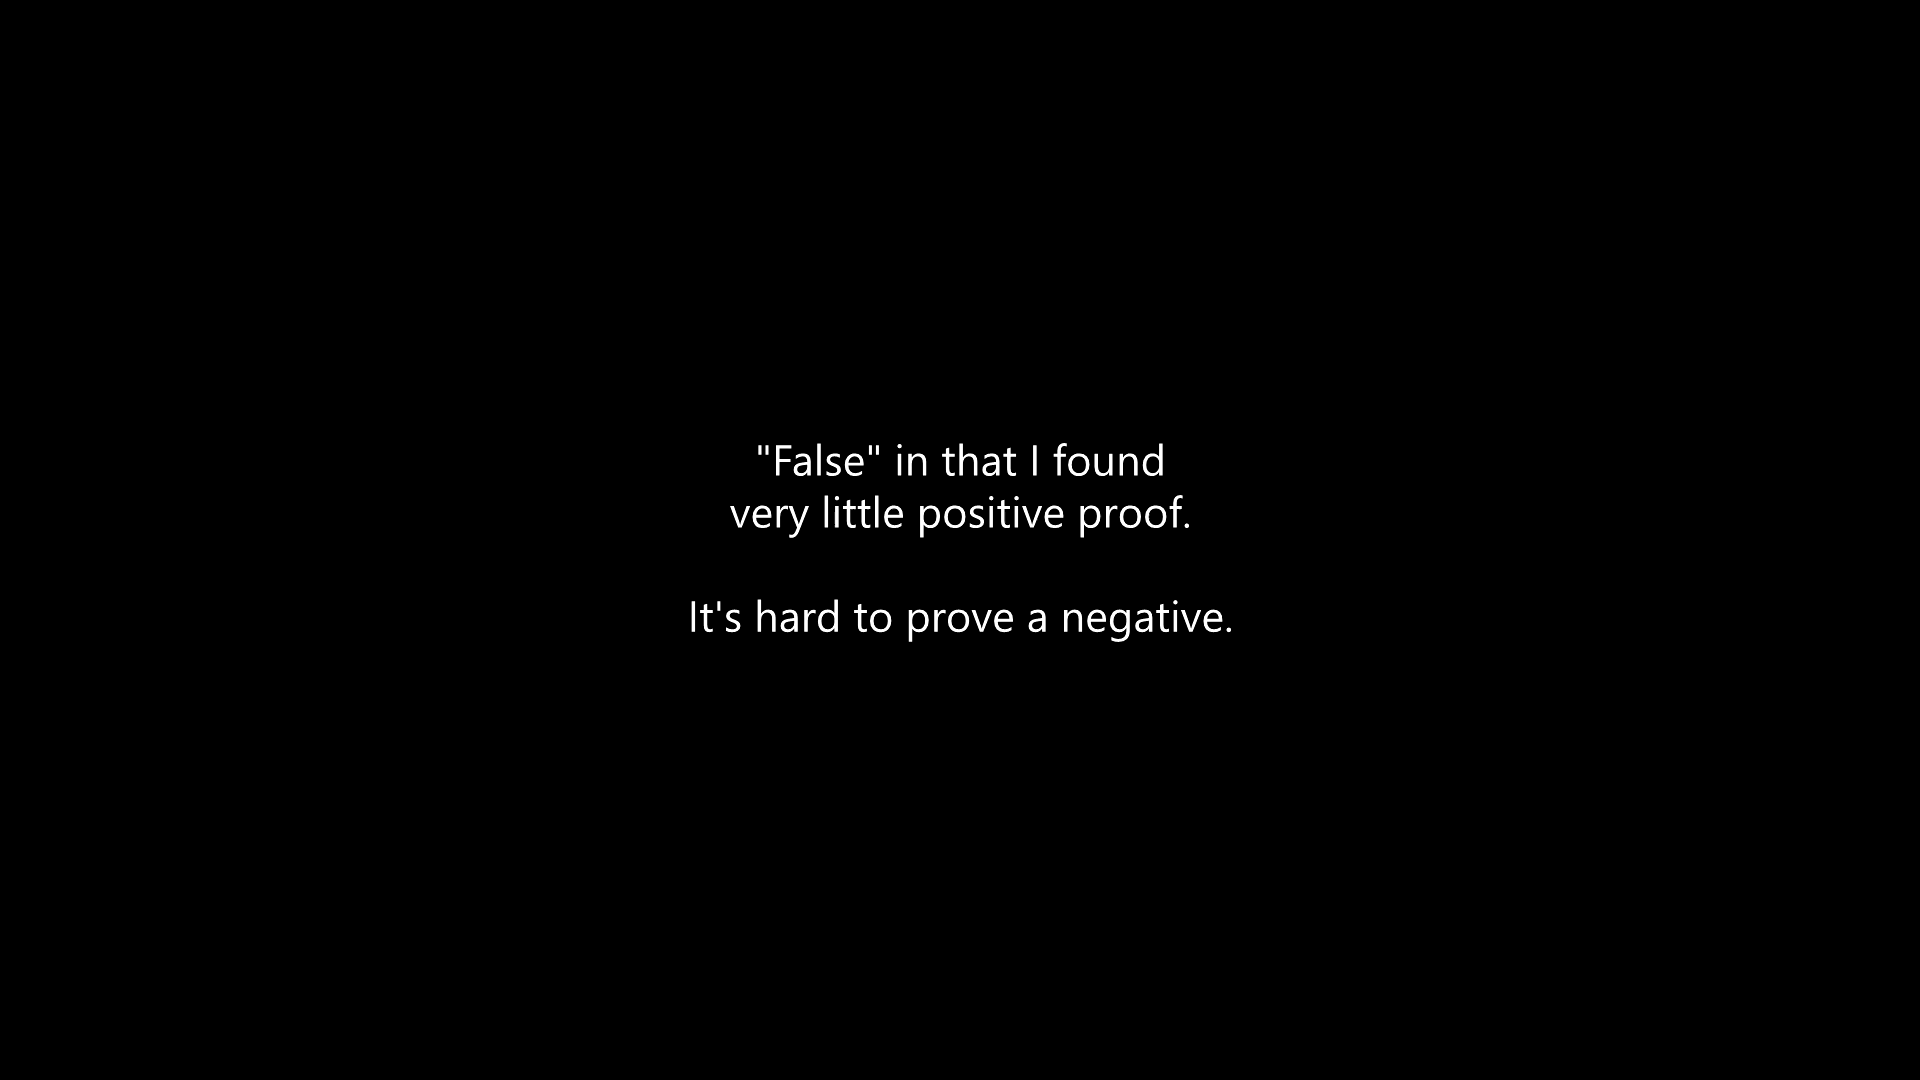 "False" in that I found
very little positive proof.
It's hard to prove a negative.